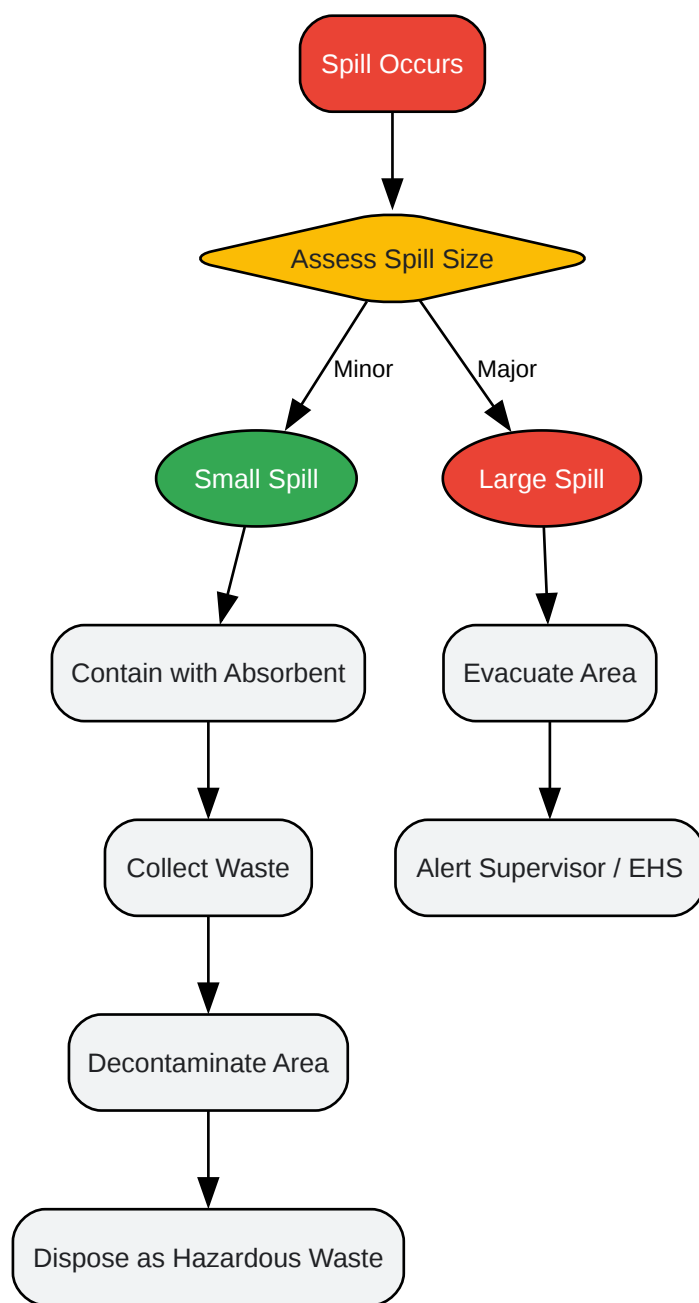 Spill Occurs
Assess Spill Size
Minor
Major
Small Spill
Large Spill
Contain with Absorbent
Evacuate Area
Collect Waste
Alert Supervisor / EHS
Decontaminate Area
Dispose as Hazardous Waste